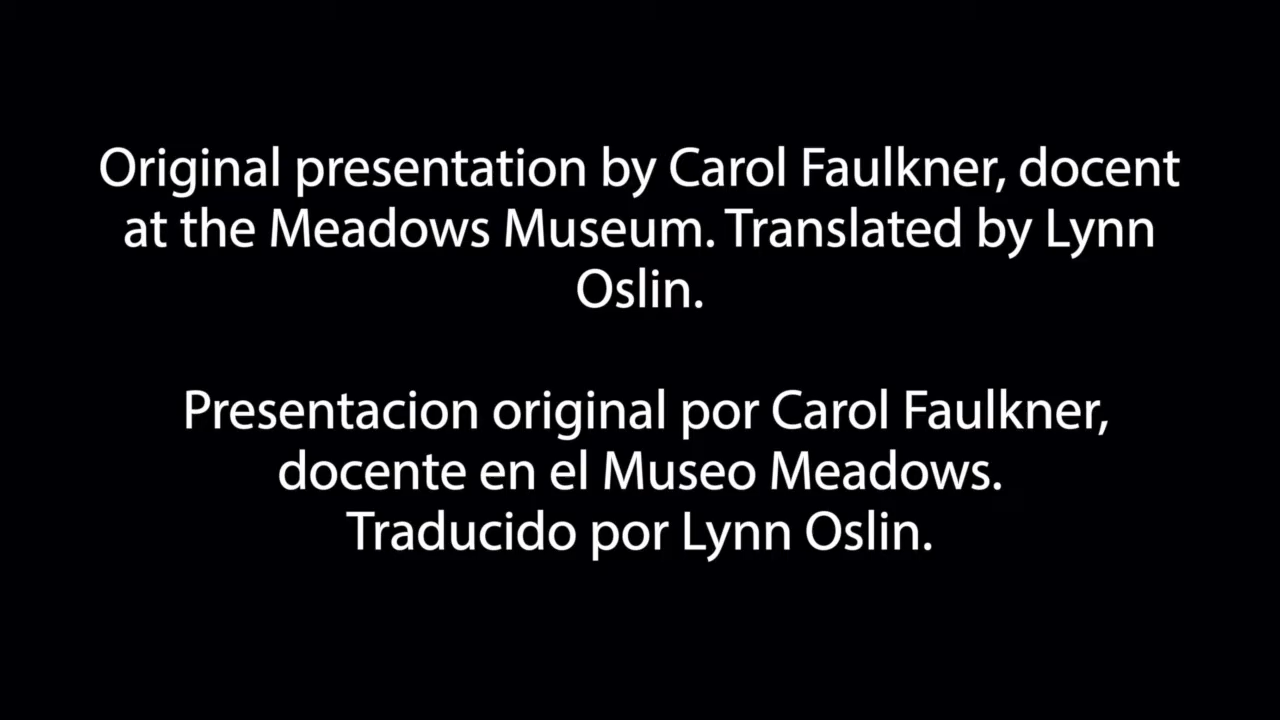 Original presentation by Carol Faulkner, docent
at the Meadows Museum. Translated by Lynn
Oslin.
Presentacion original por Carol Faulkner,
docente en el Museo Meadows.
Traducido por Lynn Oslin.